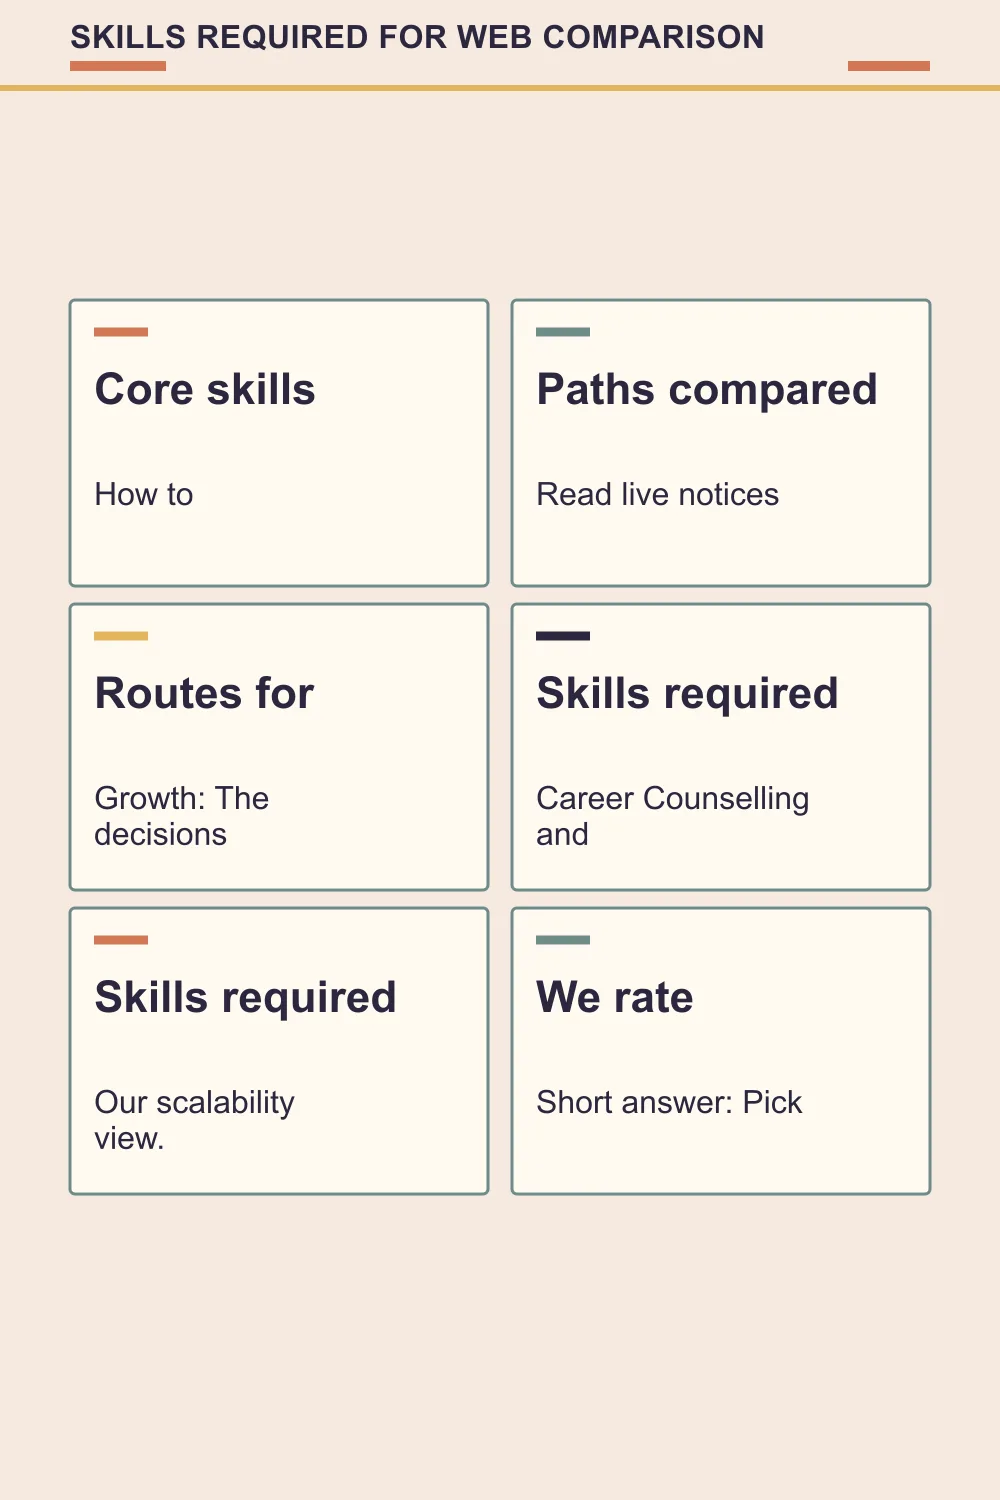 SKILLS REQUIRED FOR WEB COMPARISON
Core skills
How to
Paths compared
Read live notices
Routes for
Growth: The
decisions
Skills required
Career Counselling
and
Skills required
Our scalability
view.
We rate
Short answer: Pick